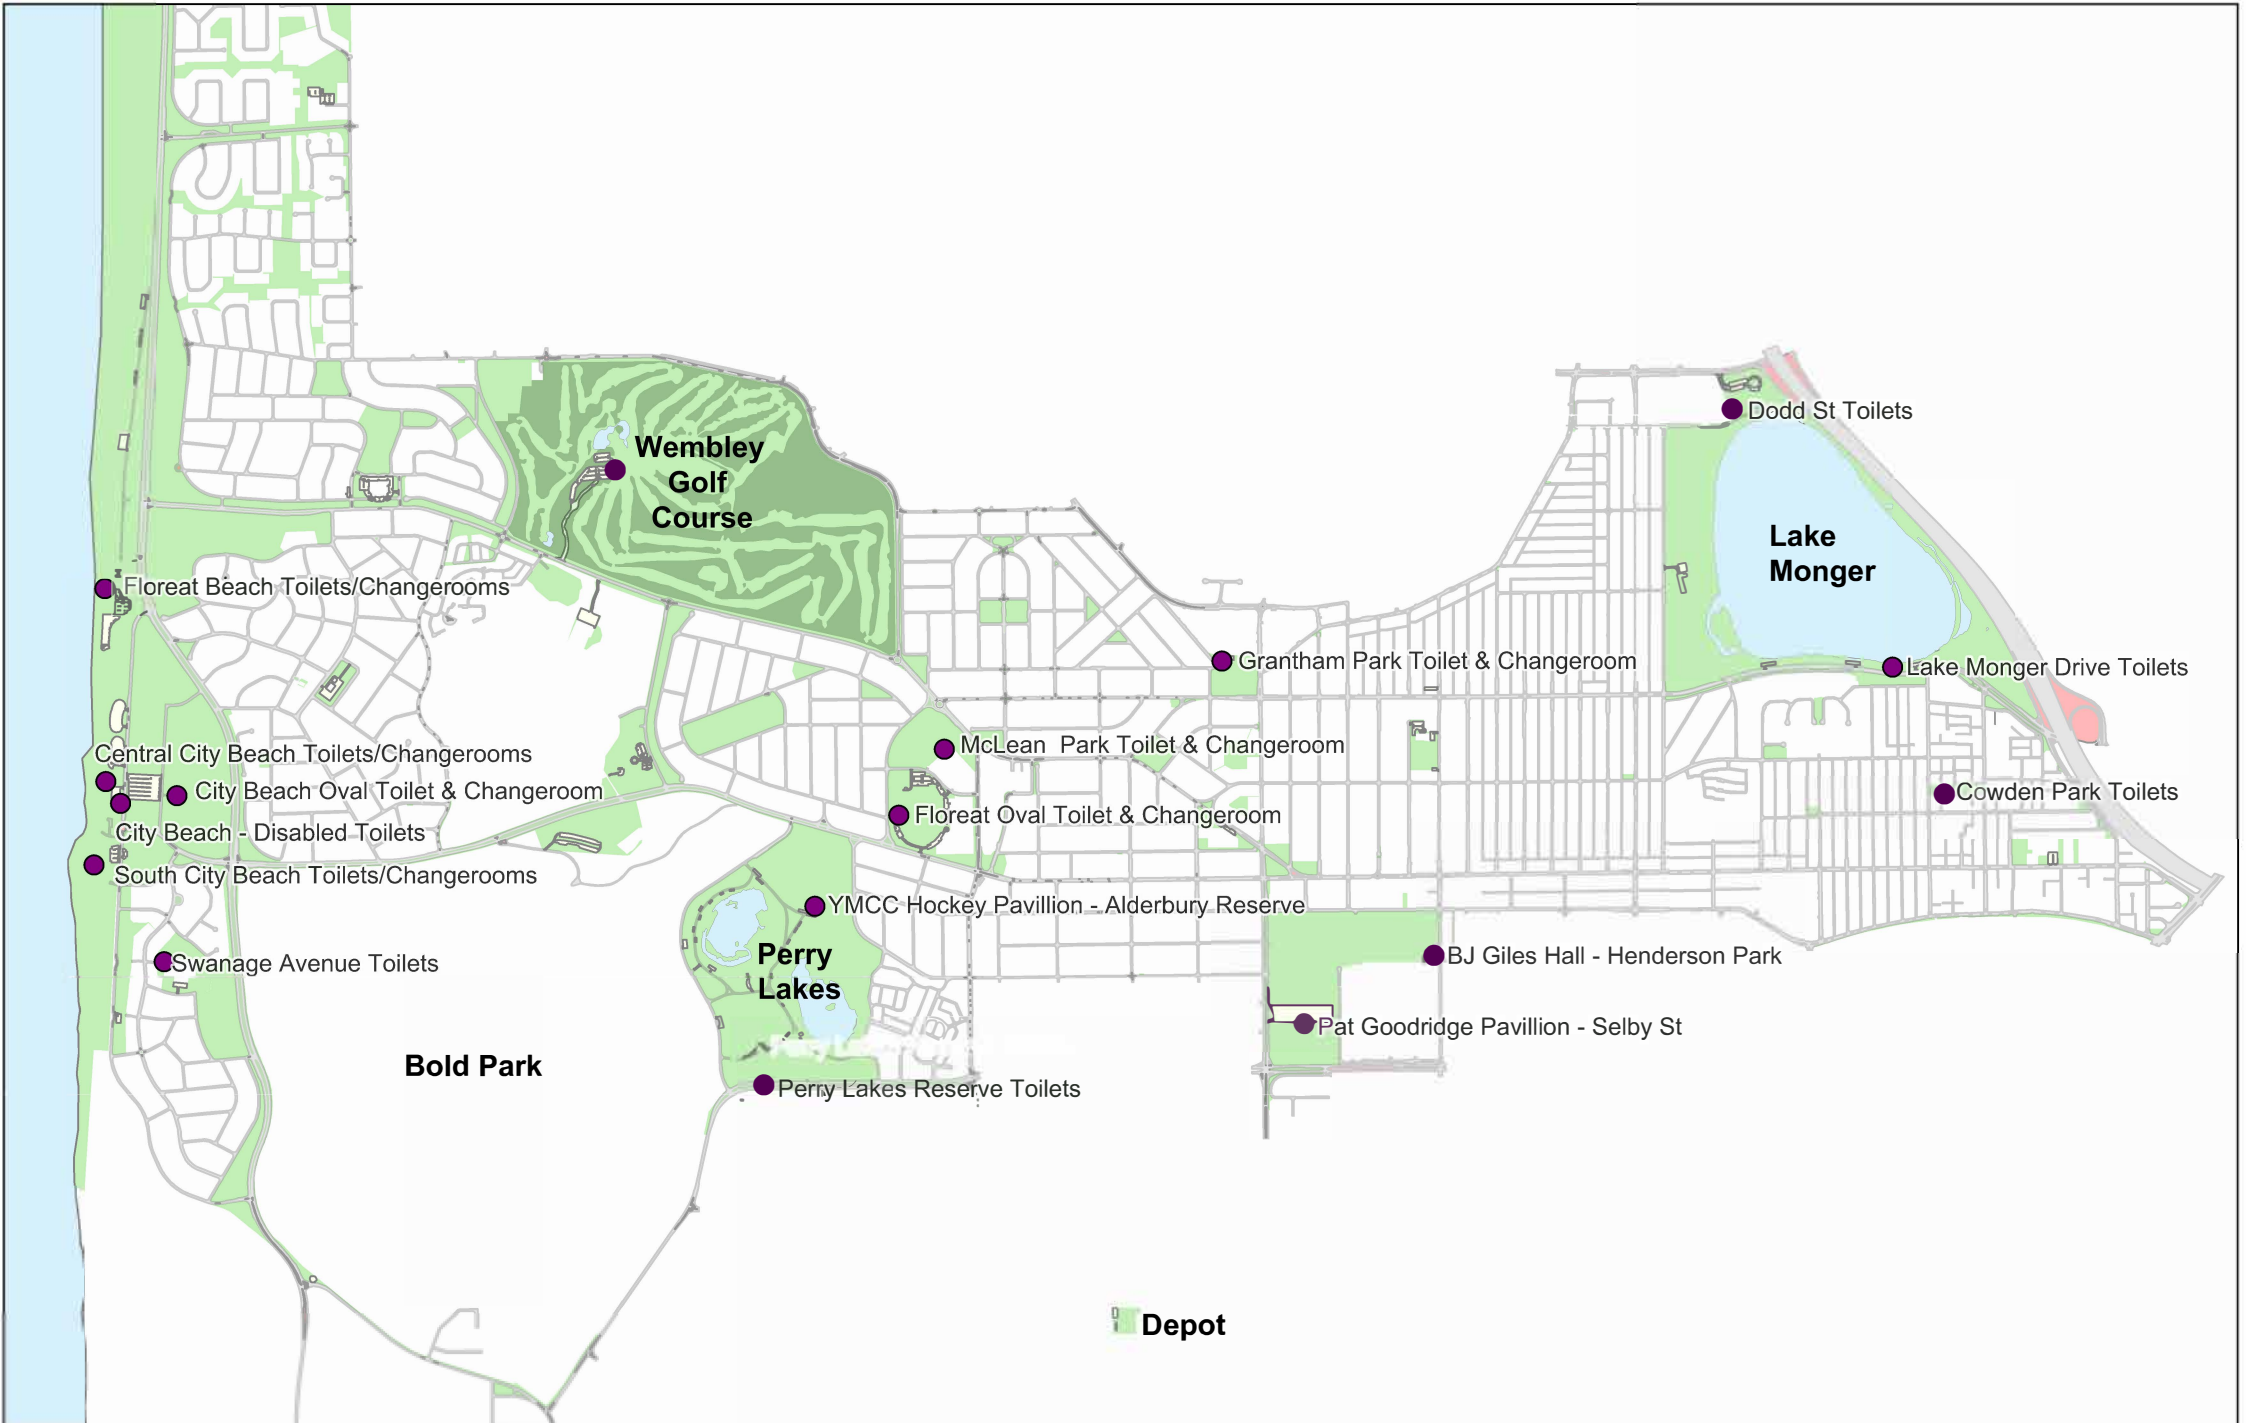 Dodd St Toilets
Wembley
Golf
Course
Lake
Monger
Floreat Beach Toilets/Changerooms
Grantham Park Toilet & Changeroom
Lake Monger Drive Toilets
McLean  Park Toilet & Changeroom
Central City Beach Toilets/Changerooms
City Beach Oval Toilet & Changeroom
Cowden Park Toilets
Floreat Oval Toilet & Changeroom
City Beach - Disabled Toilets
South City Beach Toilets/Changerooms
YMCC Hockey Pavillion - Alderbury Reserve
Perry
Lakes
BJ Giles Hall - Henderson Park
Swanage Avenue Toilets
Pat Goodridge Pavillion - Selby St
Bold Park
Perry Lakes Reserve Toilets
Depot